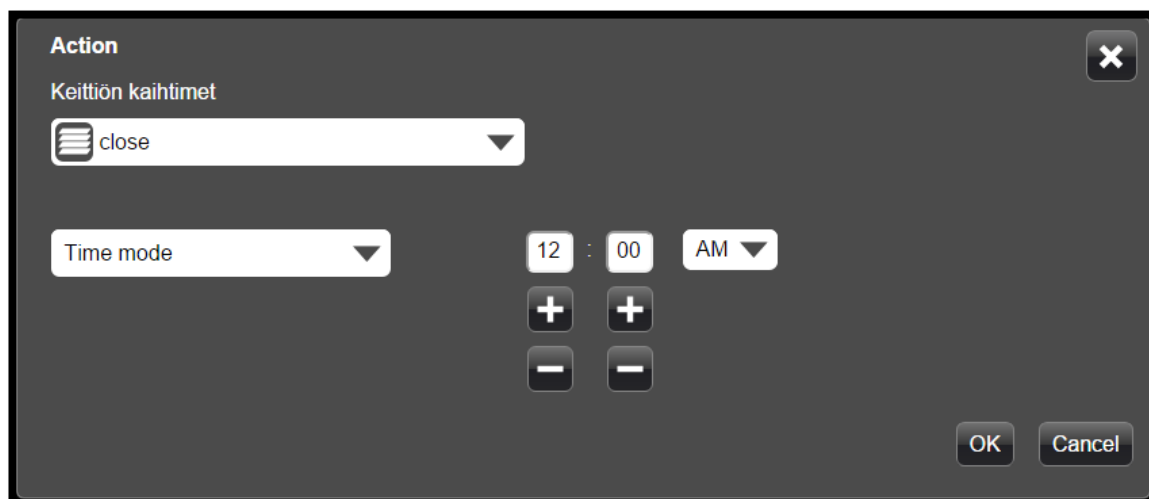 Action
Keittiön kaihtimet
close
Time mode 12 : 00 AM
OK Cancel